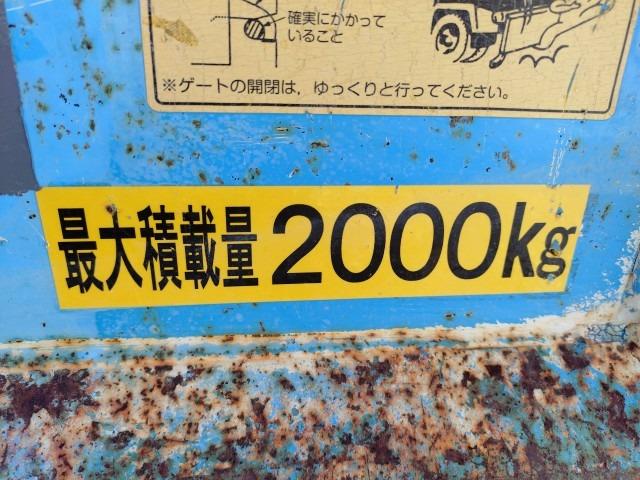 確実にかかって
いること
※ゲートの開閉は、ゆっくりと行ってください。
最大積載量 2000kg